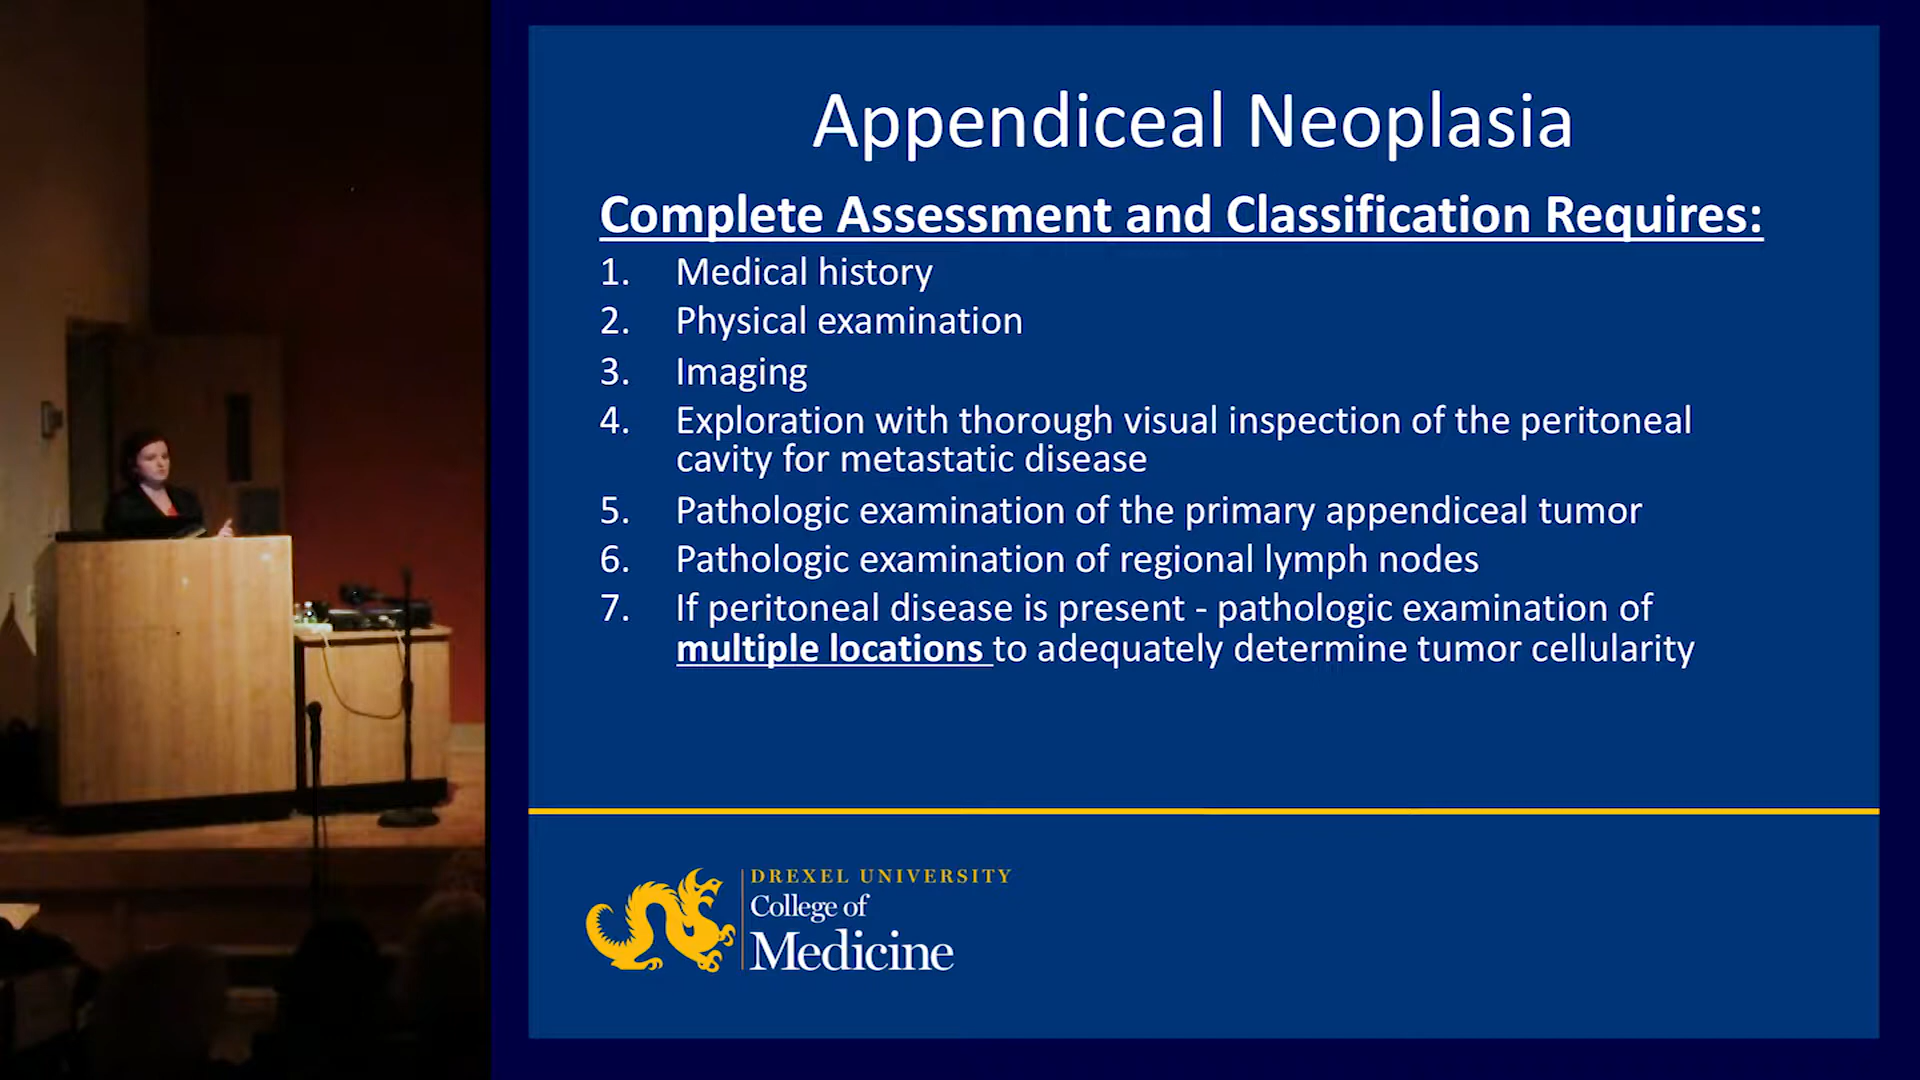 Appendiceal Neoplasia
Complete Assessment and Classification Requires:
1. Medical history
2. Physical examination
3. Imaging
4. Exploration with thorough visual inspection of the peritoneal
cavity for metastatic disease
5. Pathologic examination of the primary appendiceal tumor
6. Pathologic examination of regional lymph nodes
7. If peritoneal disease is present - pathologic examination of
multiple locations to adequately determine tumor cellularity
DREXEL UNIVERSITY
College of
Medicine